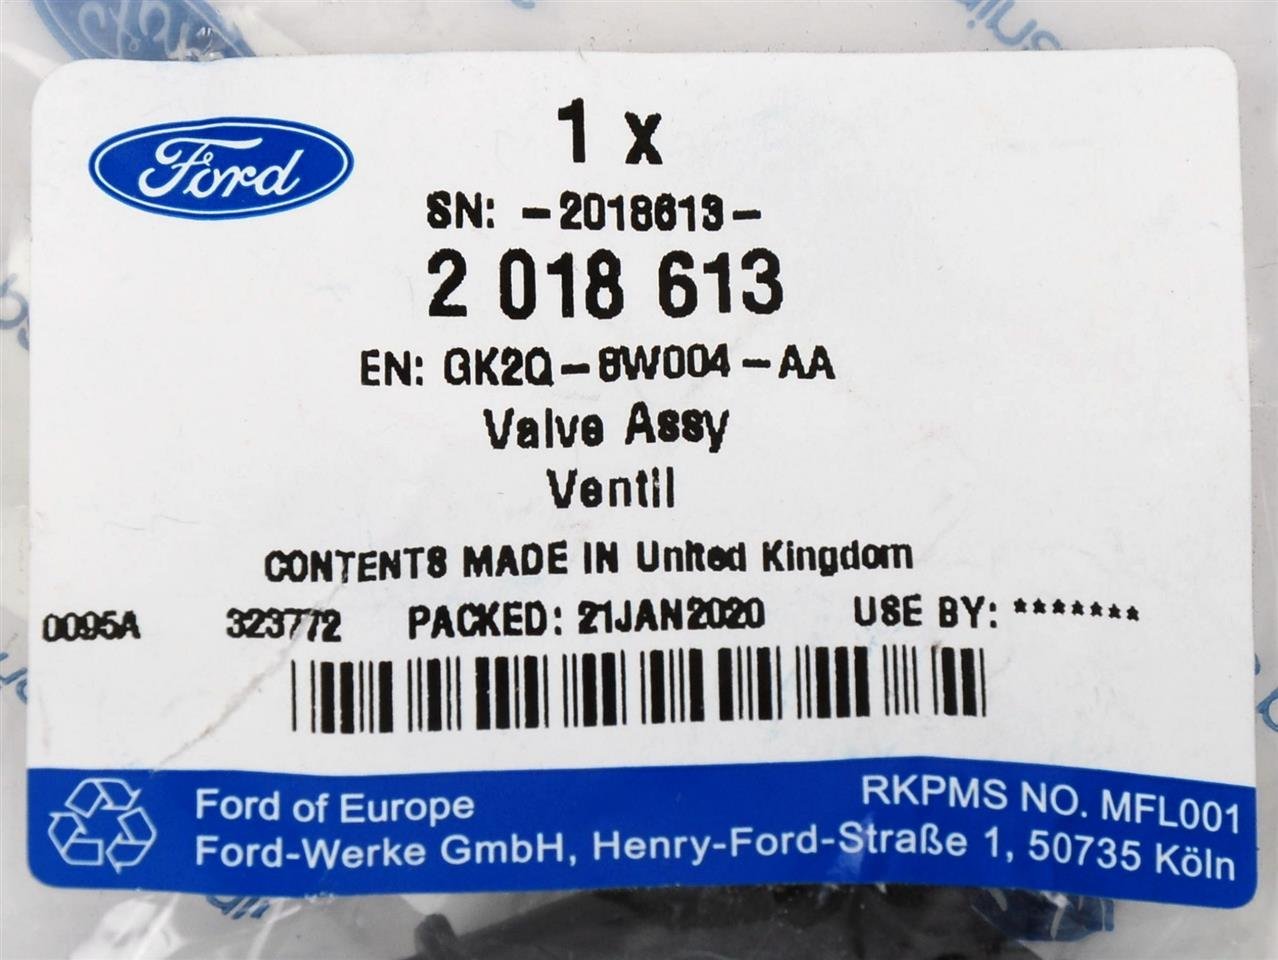 Ford
1 x
SN: -2018613-
2 018 613
EN: GK2Q-8W004-AA
Valve Assy
Ventil
CONTENTS MADE IN United Kingdom
0095A 323772 PACKED: 21JAN2020 USE BY: *******
Ford of Europe
Ford-Werke GmbH, Henry-Ford-Straße 1, 50735 Köln
RKPMS NO. MFL001